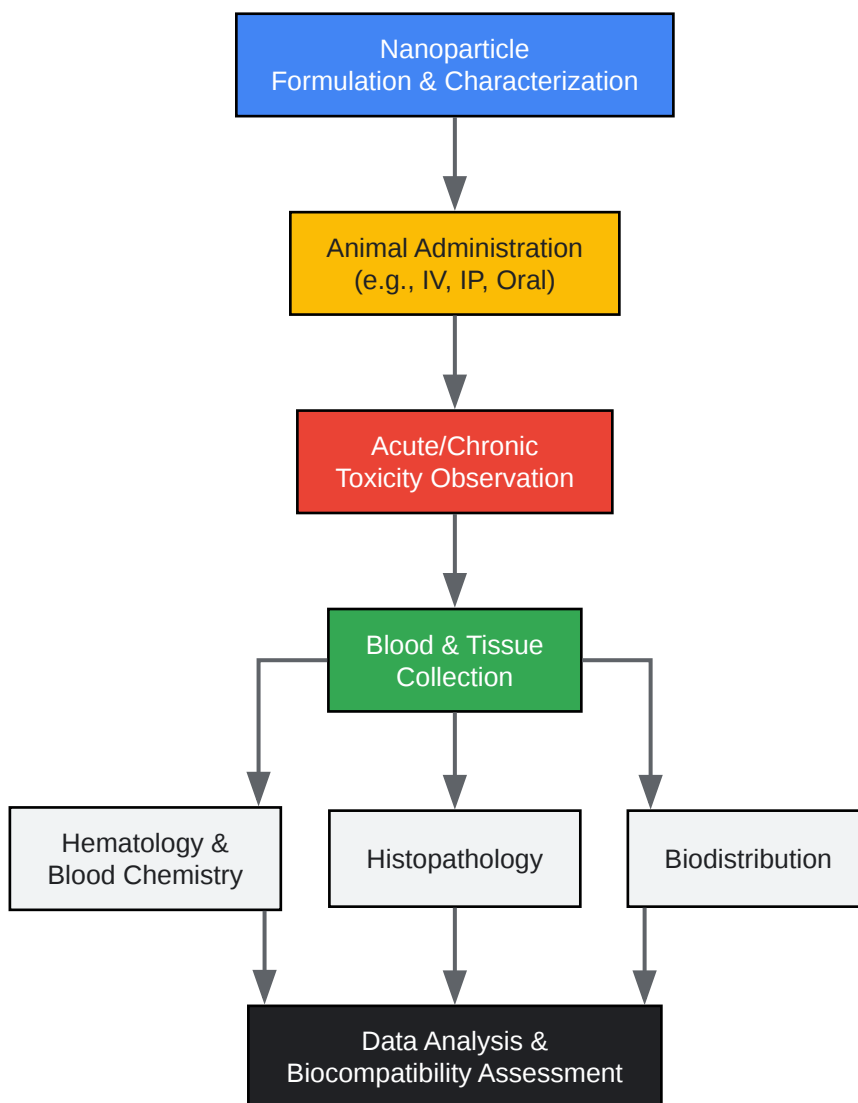 Nanoparticle
Formulation & Characterization
Animal Administration
(e.g., IV, IP, Oral)
Acute/Chronic
Toxicity Observation
Blood & Tissue
Collection
Hematology &
Blood Chemistry
Histopathology
Biodistribution
Data Analysis &
Biocompatibility Assessment